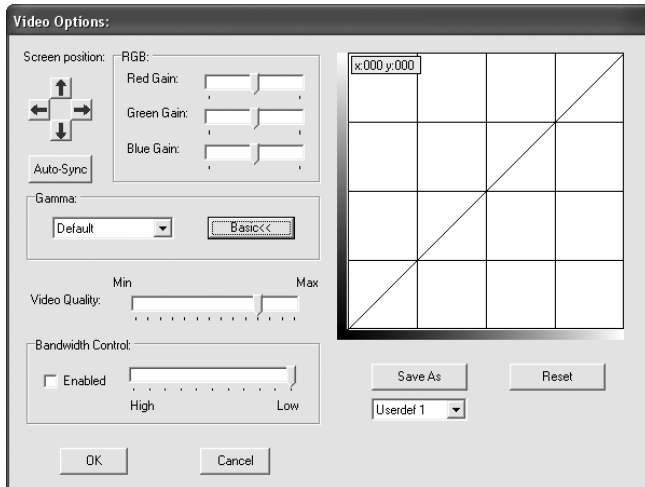 Video Options:
Screen position:
RGB:
Red Gain:
Green Gain:
Blue Gain:
Auto-Sync
Gamma:
Default
Basic<<
Min Max
Video Quality:
Bandwidth Control:
Enabled
High Low
OK Cancel
x:000 y:000
Save As Reset
Userdef 1